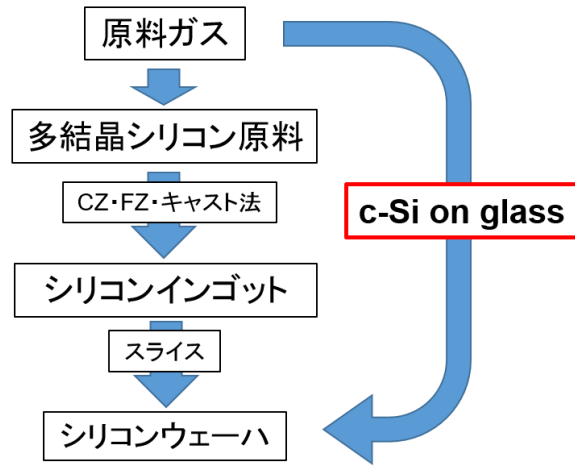 原料ガス
多結晶シリコン原料
CZ・FZ・キャスト法
c-Si on glass
シリコンインゴット
スライス
シリコンウェーハ